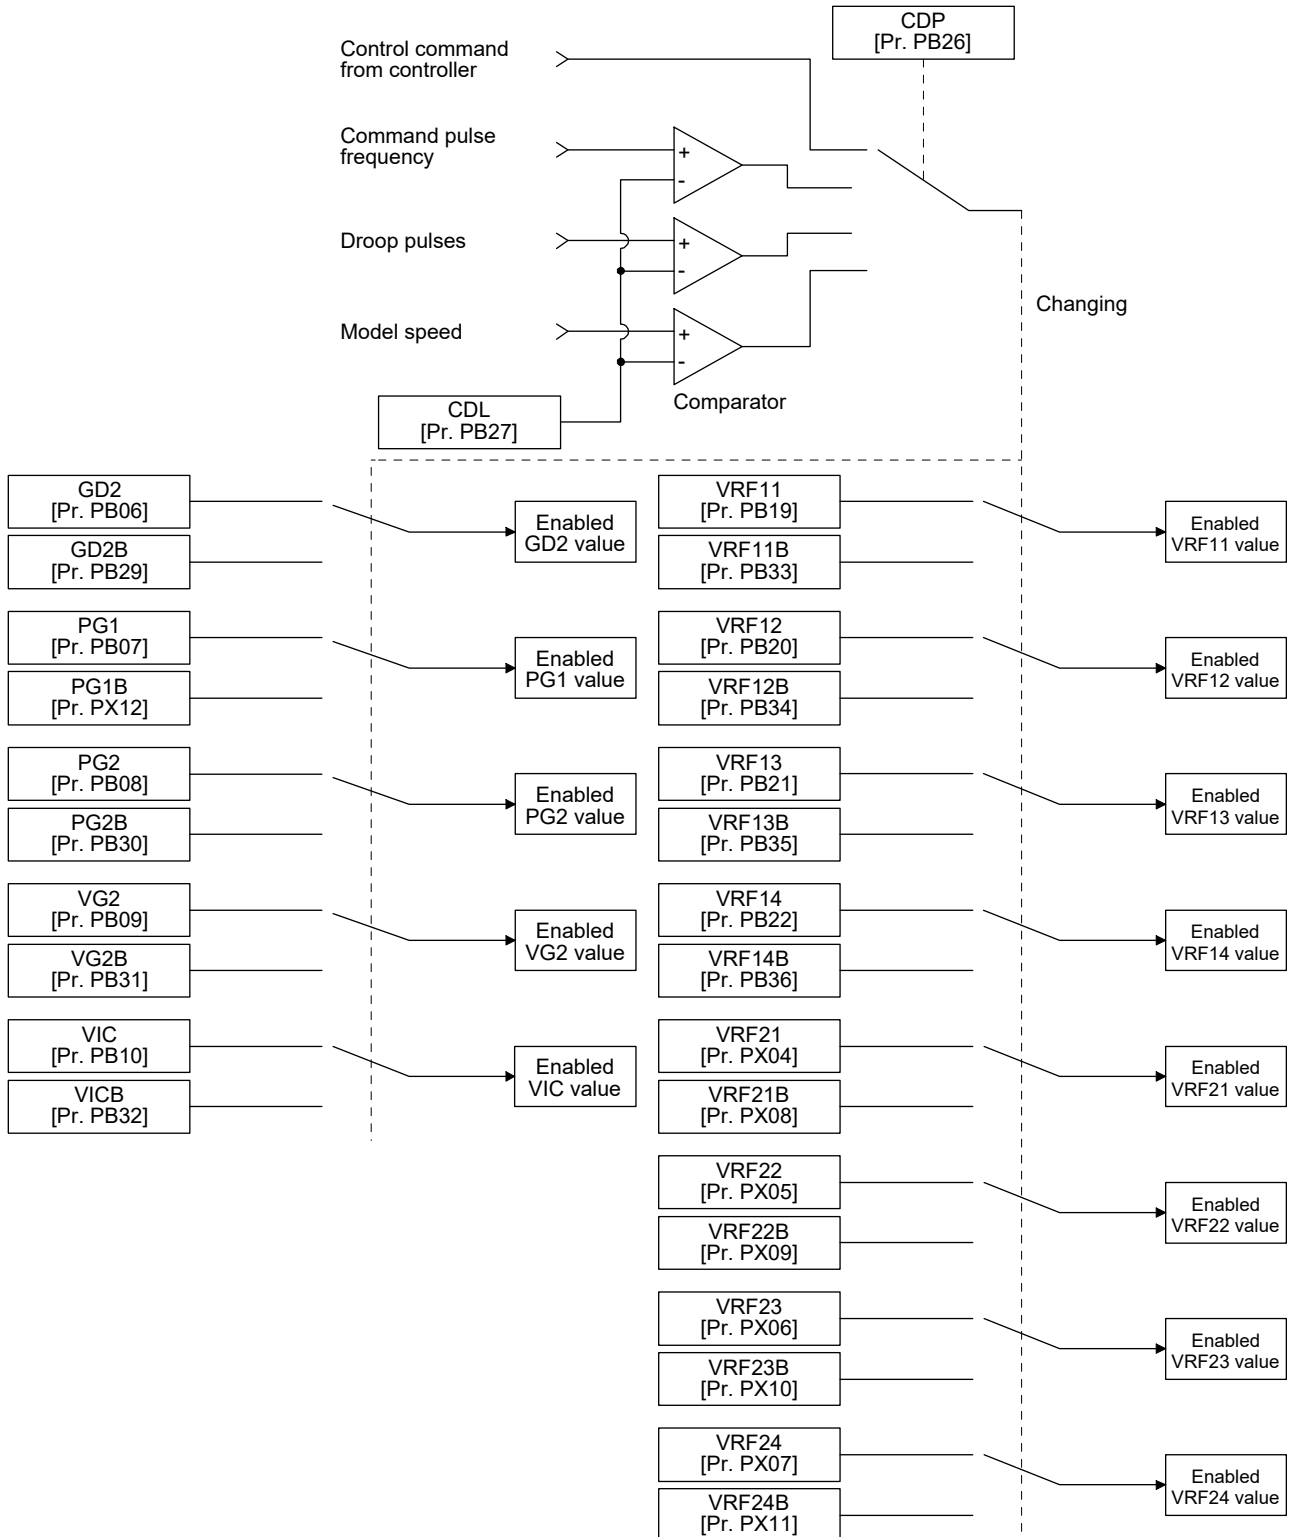 CDP
[Pr. PB26]
Control command
from controller
Command pulse
frequency
+
-
Droop pulses
+
-
Changing
Model speed
+
-
Comparator
CDL
[Pr. PB27]
GD2
[Pr. PB06]
GD2B
[Pr. PB29]
Enabled
GD2 value
PG1
[Pr. PB07]
PG1B
[Pr. PX12]
Enabled
PG1 value
PG2
[Pr. PB08]
PG2B
[Pr. PB30]
Enabled
PG2 value
VG2
[Pr. PB09]
VG2B
[Pr. PB31]
Enabled
VG2 value
VIC
[Pr. PB10]
VICB
[Pr. PB32]
Enabled
VIC value
VRF11
[Pr. PB19]
VRF11B
[Pr. PB33]
Enabled
VRF11 value
VRF12
[Pr. PB20]
VRF12B
[Pr. PB34]
Enabled
VRF12 value
VRF13
[Pr. PB21]
VRF13B
[Pr. PB35]
Enabled
VRF13 value
VRF14
[Pr. PB22]
VRF14B
[Pr. PB36]
Enabled
VRF14 value
VRF21
[Pr. PX04]
VRF21B
[Pr. PX08]
Enabled
VRF21 value
VRF22
[Pr. PX05]
VRF22B
[Pr. PX09]
Enabled
VRF22 value
VRF23
[Pr. PX06]
VRF23B
[Pr. PX10]
Enabled
VRF23 value
VRF24
[Pr. PX07]
VRF24B
[Pr. PX11]
Enabled
VRF24 value